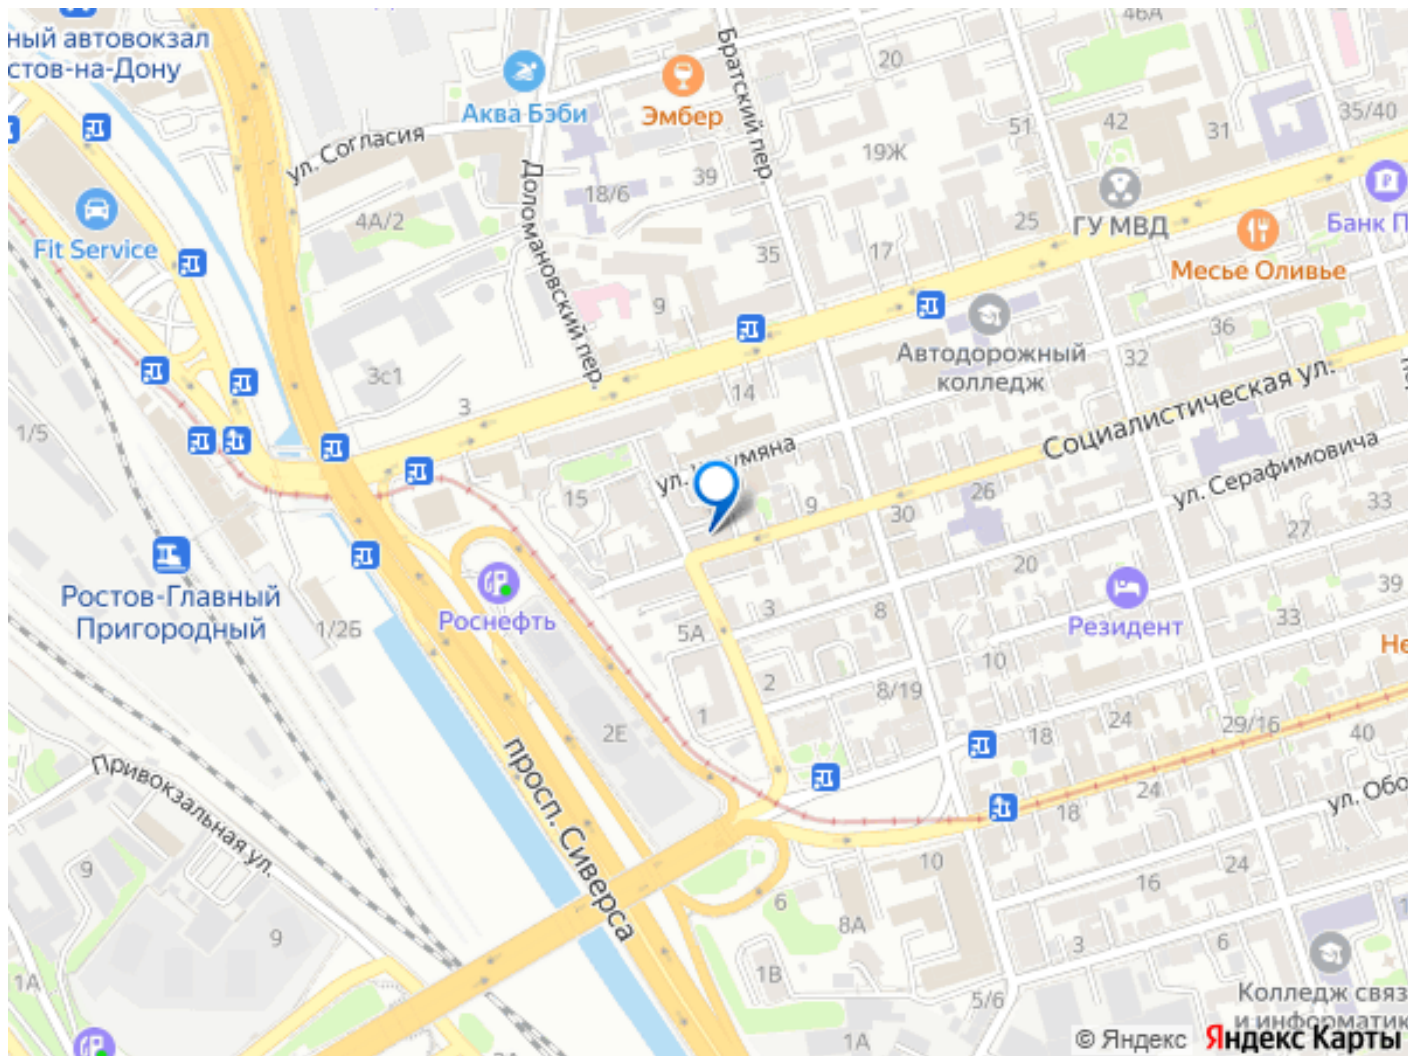 46А
ный автовокзал
стов-на-Дону
Братский пер.
20
Аква Бэби
Эмбер
35/40
51
42
31
ул. Согласия
19Ж
Доломановский пер.
39
18/6
4А/2
ГУ МВД
25
Банк П
Fit Service
35
17
Месье Оливье
9
36
Автодорожный
колледж
32
3с1
14
3
Социалистическая ул.
1/5
ул.
умяна
ул. Серафимовича
15
9
26
30
33
27
20
Ростов-Главный
Пригородный
Роснефть
1/2Б
3
8
5А
Резидент
39
33
Не
10
2
8/19
1
2Е
18
24
29/16
40
просп. Сиверса
Привокзальная ул.
24
18
ул. Обо
9
10
16
24
6
8А
9
3
6
1В
1А
5/6
Колледж связ
и информатик
1А
© Яндекс
Яндекс Карты